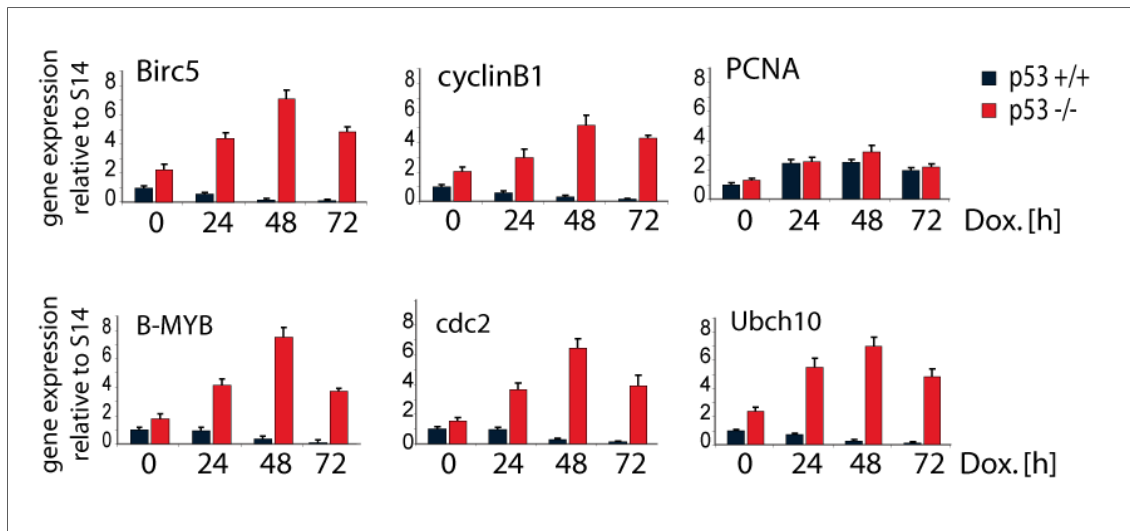 Birc5
cyclinB1
PCNA
p53 +/+
p53 -/-
gene expression
relative to S14
8
6
4
2
0
8
6
4
2
0
8
6
4
2
0
0 24 48 72
0 24 48 72
0 24 48 72 Dox. [h]
B-MYB
cdc2
Ubch10
gene expression
relative to S14
8
6
4
2
0
8
6
4
2
0
8
6
4
2
0
0 24 48 72
0 24 48 72
0 24 48 72 Dox. [h]